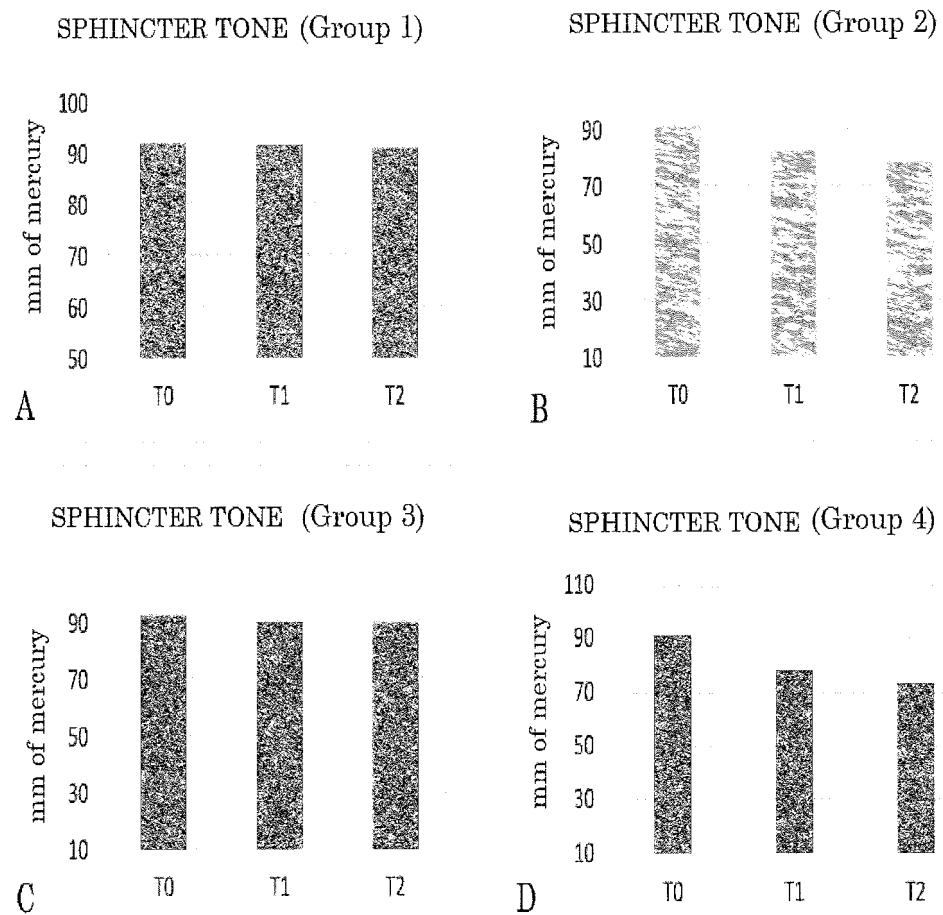 SPHINCTER TONE (Group 1)
mm of mercury
100
90
80
70
60
50
T0 T1 T2
A
SPHINCTER TONE (Group 2)
mm of mercury
90
70
50
30
10
T0 T1 T2
B
SPHINCTER TONE (Group 3)
mm of mercury
90
70
50
30
10
T0 T1 T2
C
SPHINCTER TONE (Group 4)
mm of mercury
110
90
70
50
30
10
T0 T1 T2
D